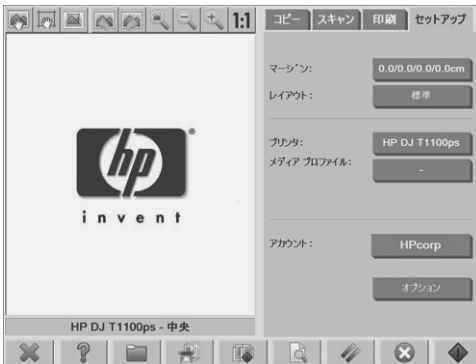 1:1
コピー スキャン 印刷 セットアップ
マージン: 0.0/0.0/0.0/0.0cm
レイアウト: 標準
プリンタ: HP DJ T1100ps
メディア プロファイル: -
アカウント: HPcorp
オプション
hp
invent
HP DJ T1100ps - 中央